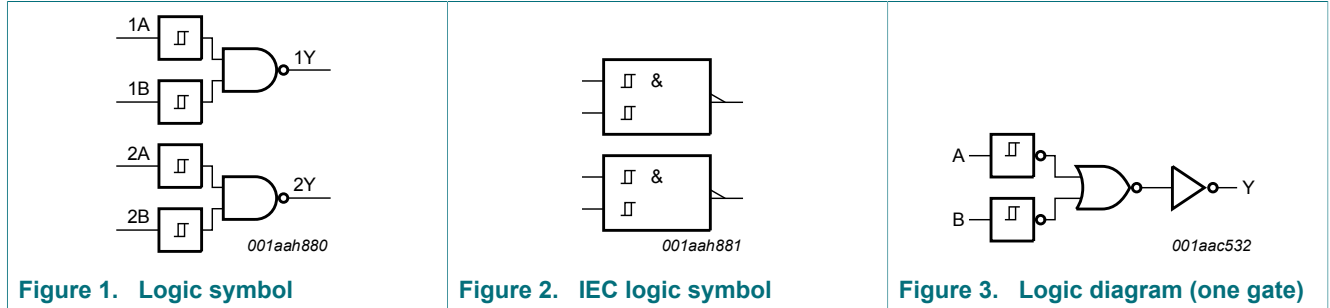 1A
1Y
1B
2A
2Y
2B
001aah880
Figure 1. Logic symbol
&
&
001aah881
Figure 2. IEC logic symbol
A
B
Y
001aac532
Figure 3. Logic diagram (one gate)